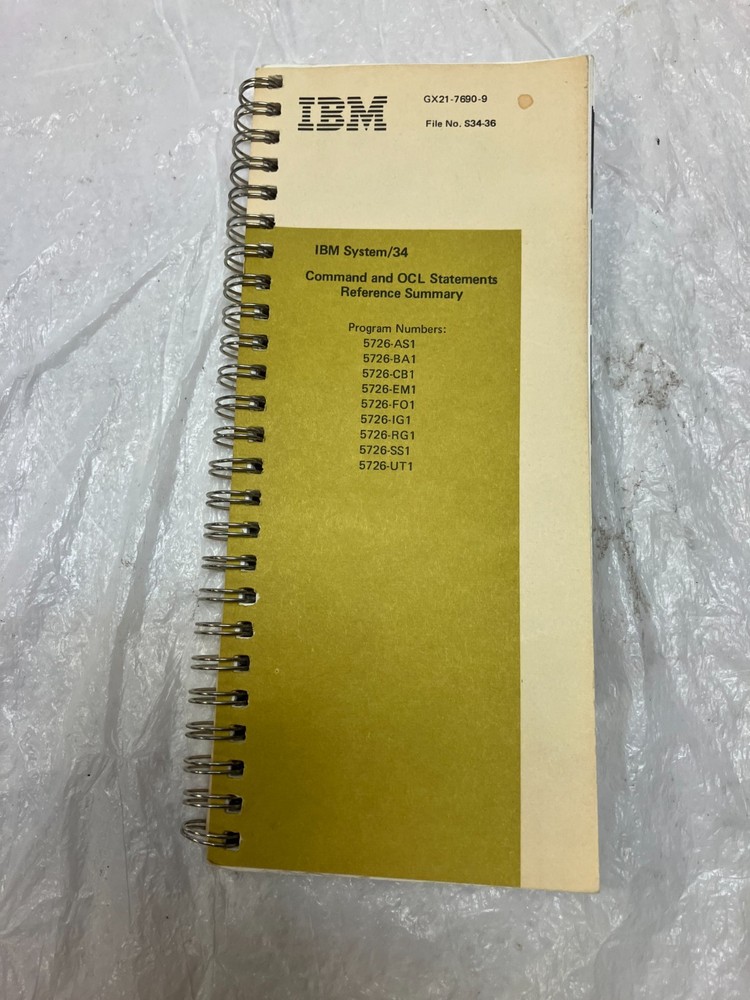 IBM
GX21-7690-9
File No. S34-36
IBM System/34
Command and OCL Statements
Reference Summary
Program Numbers:
5726-AS1
5726-BA1
5726-CB1
5726-EM1
5726-FO1
5726-IG1
5726-RG1
5726-SS1
5726-UT1